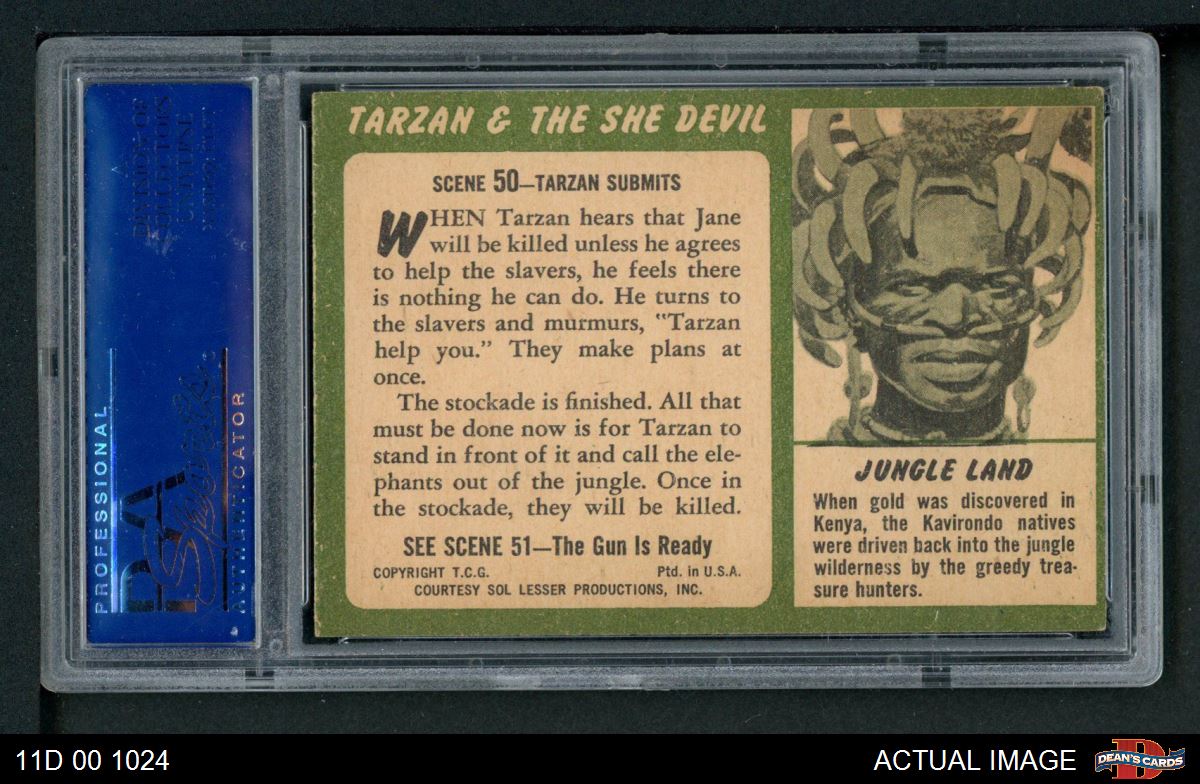 TARZAN & THE SHE DEVIL
SCENE 50—TARZAN SUBMITS
WHEN Tarzan hears that Jane
will be killed unless he agrees
to help the slavers, he feels there
is nothing he can do. He turns to
the slavers and murmurs, "Tarzan
help you." They make plans at
once.
The stockade is finished. All that
must be done now is for Tarzan to
stand in front of it and call the ele-
phants out of the jungle. Once in
the stockade, they will be killed.
SEE SCENE 51—The Gun Is Ready
COPYRIGHT T.C.G. Ptd. in U.S.A.
COURTESY SOL LESSER PRODUCTIONS, INC.
JUNGLE LAND
When gold was discovered in
Kenya, the Kavirondo natives
were driven back into the jungle
wilderness by the greedy trea-
sure hunters.
PROFESSIONAL
PSA
Sports
AUTHENTICATOR
DIVISION OF
COLLECTORS
UNIVERSE
11D 00 1024
ACTUAL IMAGE
D
DEAN'S CARDS